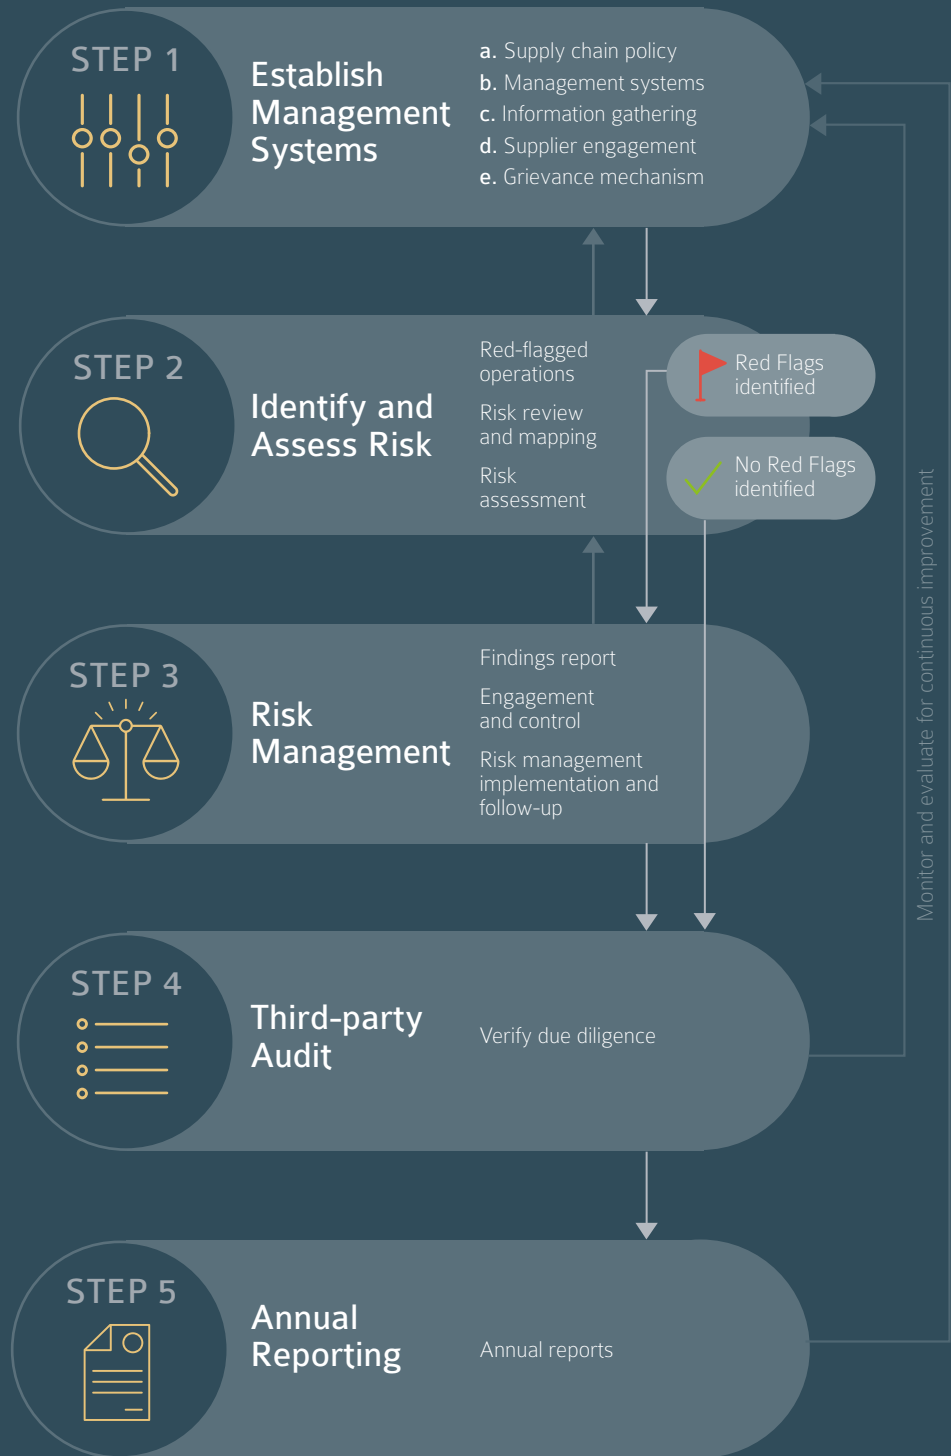 STEP 1
Establish
Management
Systems
a. Supply chain policy
b. Management systems
c. Information gathering
d. Supplier engagement
e. Grievance mechanism
STEP 2
Identify and
Assess Risk
Red-flagged
operations
Risk review
and mapping
Risk
assessment
Red Flags
identified
No Red Flags
identified
STEP 3
Risk
Management
Findings report
Engagement
and control
Risk management
implementation and
follow-up
STEP 4
Third-party
Audit
Verify due diligence
STEP 5
Annual
Reporting
Annual reports
Monitor and evaluate for continuous improvement